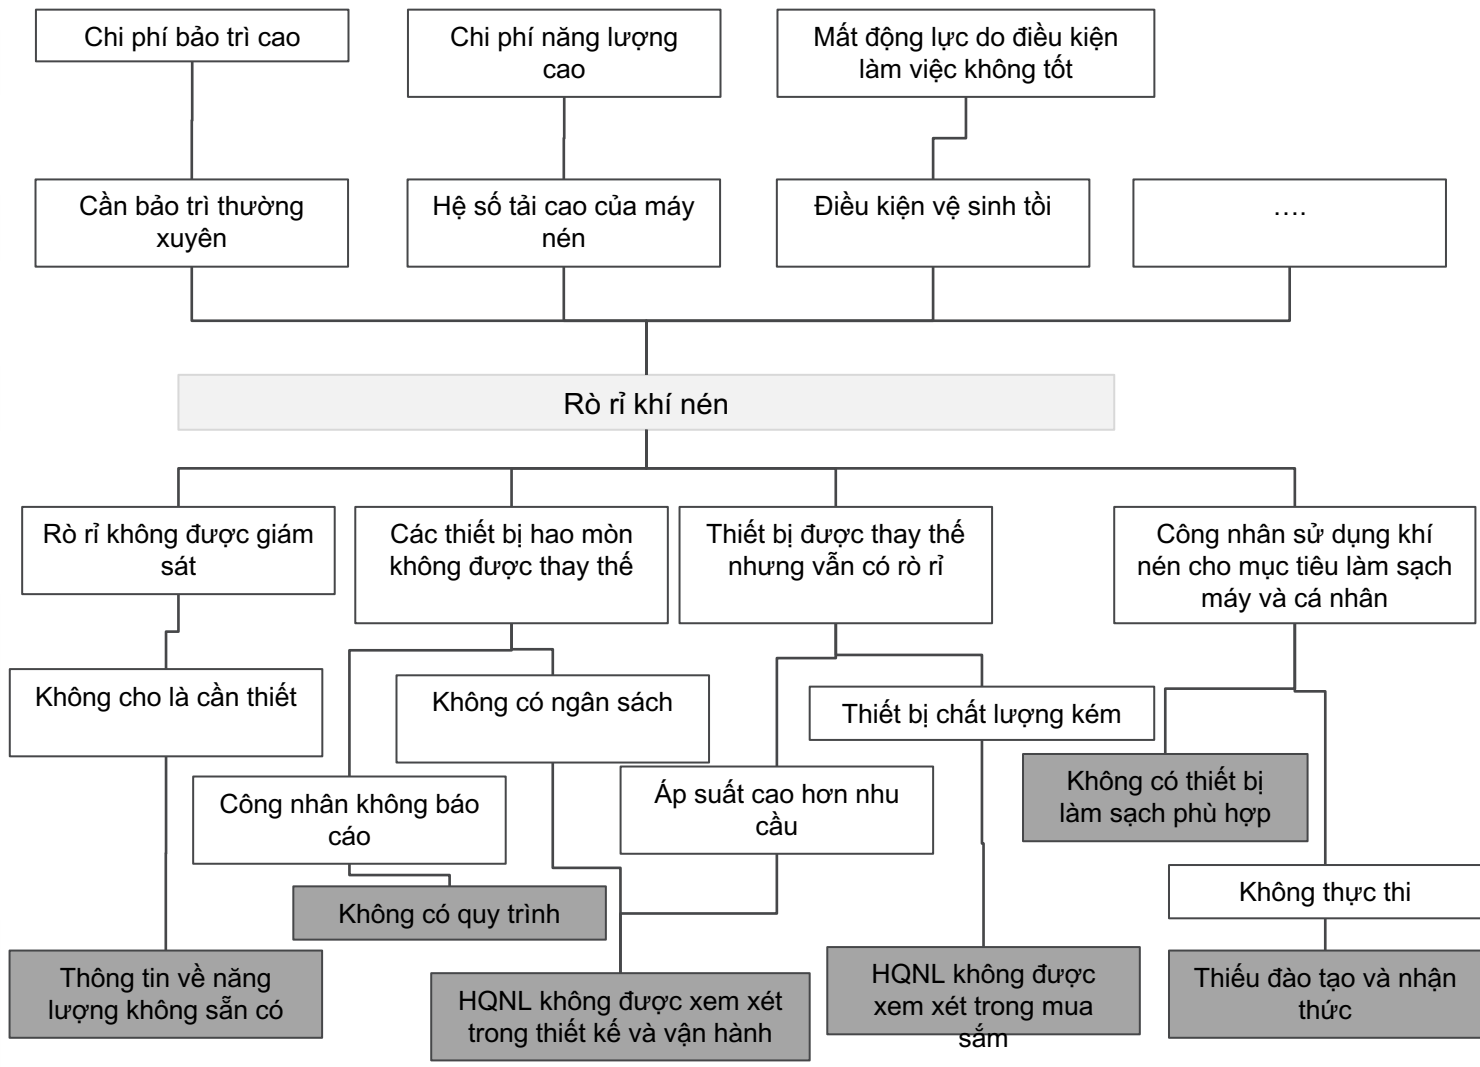 Chi phí bảo trì cao
Chi phí năng lượng
cao
Mất động lực do điều kiện
làm việc không tốt
Cần bảo trì thường
xuyên
Hệ số tải cao của máy
nén
Điều kiện vệ sinh tồi
….
Rò rỉ khí nén
Rò rỉ không được giám
sát
Các thiết bị hao mòn
không được thay thế
Thiết bị được thay thế
nhưng vẫn có rò rỉ
Công nhân sử dụng khí
nén cho mục tiêu làm sạch
máy và cá nhân
Không cho là cần thiết
Không có ngân sách
Thiết bị chất lượng kém
Công nhân không báo
cáo
Áp suất cao hơn nhu
cầu
Không có thiết bị
làm sạch phù hợp
Không có quy trình
Không thực thi
Thông tin về năng
lượng không sẵn có
HQNL không được xem xét
trong thiết kế và vận hành
HQNL không được
xem xét trong mua
sắm
Thiếu đào tạo và nhận
thức